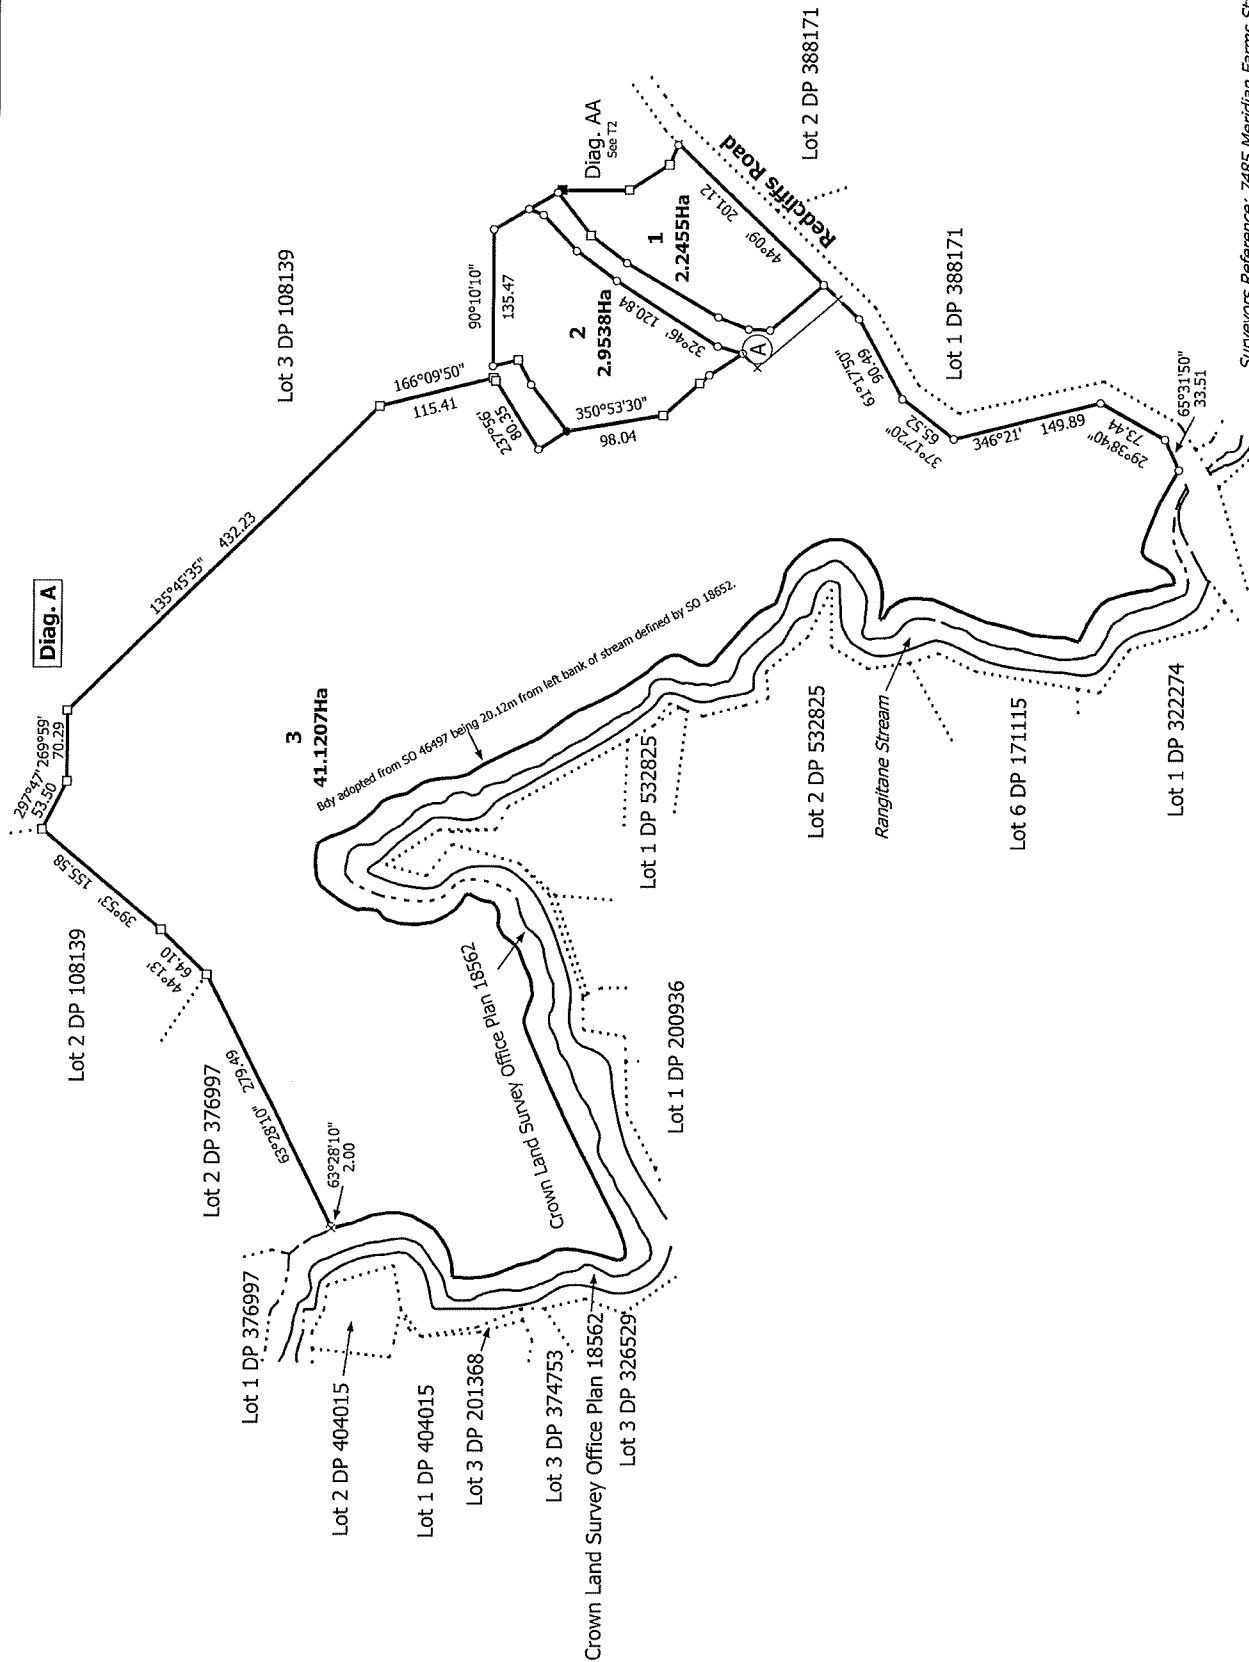 Diag. A
297°47'
53.50
269°59'
70.29
135°45'35" 432.23
Lot 3 DP 108139
166°09'50"
115.41
90°10'10"
135.47
237°56'
80.35
350°53'30"
98.04
2
2.9538Ha
32°46' 120.84
1
2.2455Ha
Diag. AA
See T2
44°09' 201.12
Redcliffs Road
Lot 2 DP 388171
A
61°17'50"
90.49
Lot 1 DP 388171
37°17'20"
65.52
346°21' 149.89
29°38'40"
73.44
65°31'50"
33.51
39°53' 155.58
44°13'
64.10
Lot 2 DP 108139
63°28'10" 279.49
Lot 2 DP 376997
63°28'10"
2.00
3
41.1207Ha
Bdy adopted from SO 46497 being 20.12m from left bank of stream defined by SO 18652.
Crown Land Survey Office Plan 18562
Lot 1 DP 532825
Lot 2 DP 532825
Rangitane Stream
Lot 6 DP 171115
Lot 1 DP 322274
Lot 1 DP 200936
Lot 1 DP 376997
Lot 2 DP 404015
Lot 1 DP 404015
Lot 3 DP 201368
Lot 3 DP 374753
Crown Land Survey Office Plan 18562
Lot 3 DP 326529
Surveyors Reference: 7485 Meridian Farms